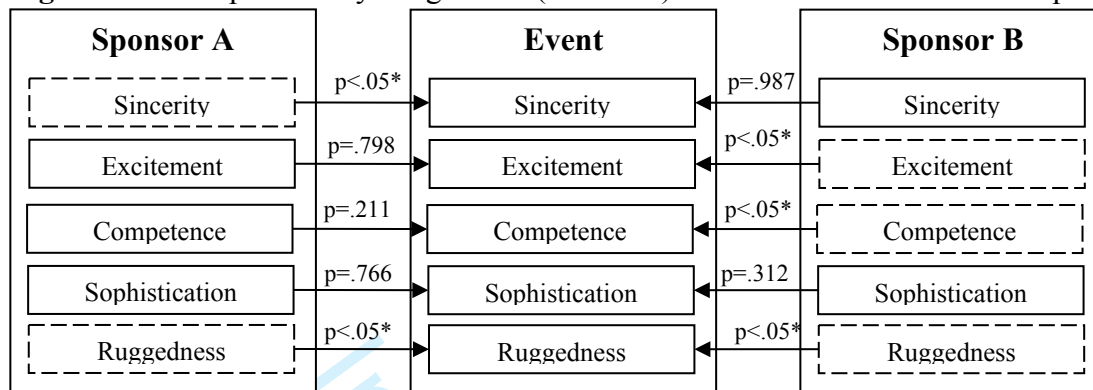 Sponsor A Event Sponsor B
p<.05* p=.987
Sincerity Sincerity Sincerity
p=.798 p<.05*
Excitement Excitement Excitement
p=.211 p<.05*
Competence Competence Competence
p=.766 p=.312
Sophistication Sophistication Sophistication
p<.05* p<.05*
Ruggedness Ruggedness Ruggedness